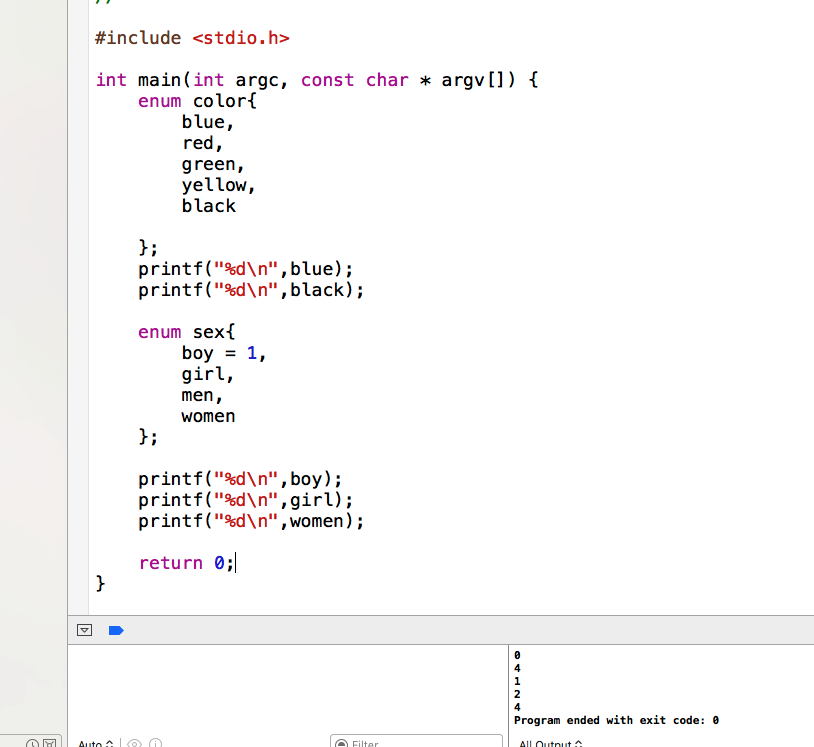 #include <stdio.h>
int main(int argc, const char * argv[]) {
enum color{
blue,
red,
green,
yellow,
black
};
printf("%d\n",blue);
printf("%d\n",black);
enum sex{
boy = 1,
girl,
men,
women
};
printf("%d\n",boy);
printf("%d\n",girl);
printf("%d\n",women);
return 0;
}
0
4
1
2
4
Program ended with exit code: 0
Auto
Filter
All Output